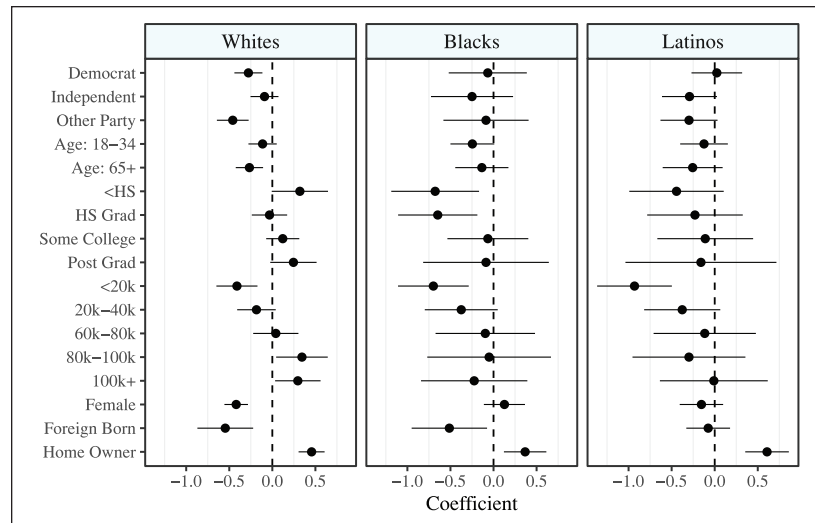 Whites Blacks Latinos
Democrat
Independent
Other Party
Age: 18−34
Age: 65+
<HS
HS Grad
Some College
Post Grad
<20k
20k−40k
60k−80k
80k−100k
100k+
Female
Foreign Born
Home Owner
−1.0 −0.5 0.0 0.5 −1.0 −0.5 0.0 0.5 −1.0 −0.5 0.0 0.5
Coefficient